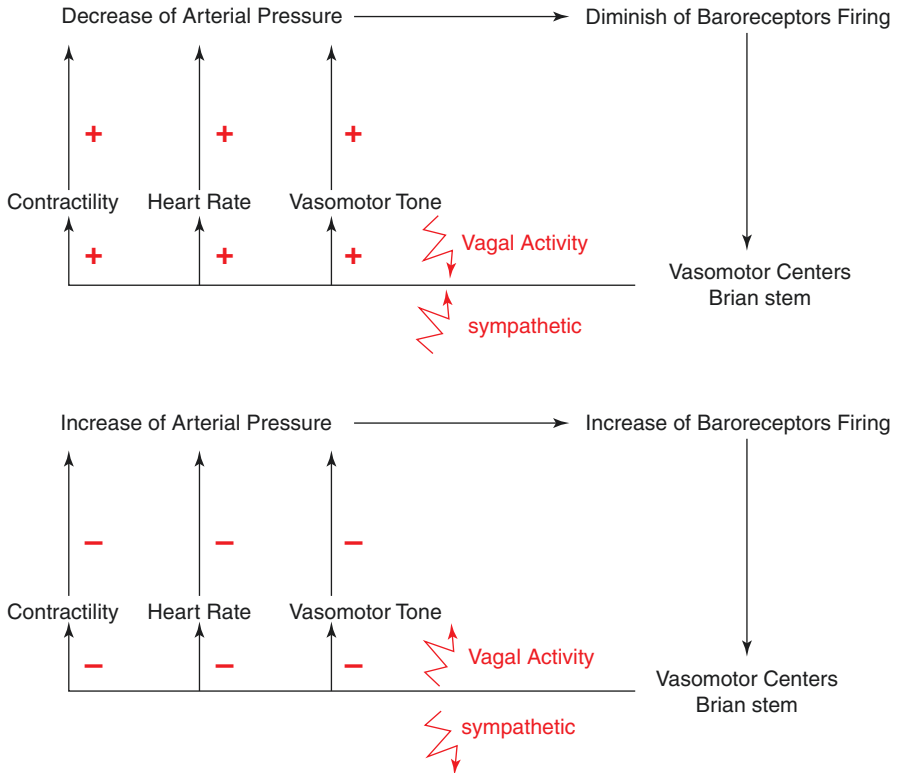 Decrease of Arterial Pressure
Diminish of Baroreceptors Firing
+
+
+
Contractility
Heart Rate
Vasomotor Tone
+
+
+
Vagal Activity
sympathetic
Vasomotor Centers
Brian stem
Increase of Arterial Pressure
Increase of Baroreceptors Firing
−
−
−
Contractility
Heart Rate
Vasomotor Tone
−
−
−
Vagal Activity
sympathetic
Vasomotor Centers
Brian stem